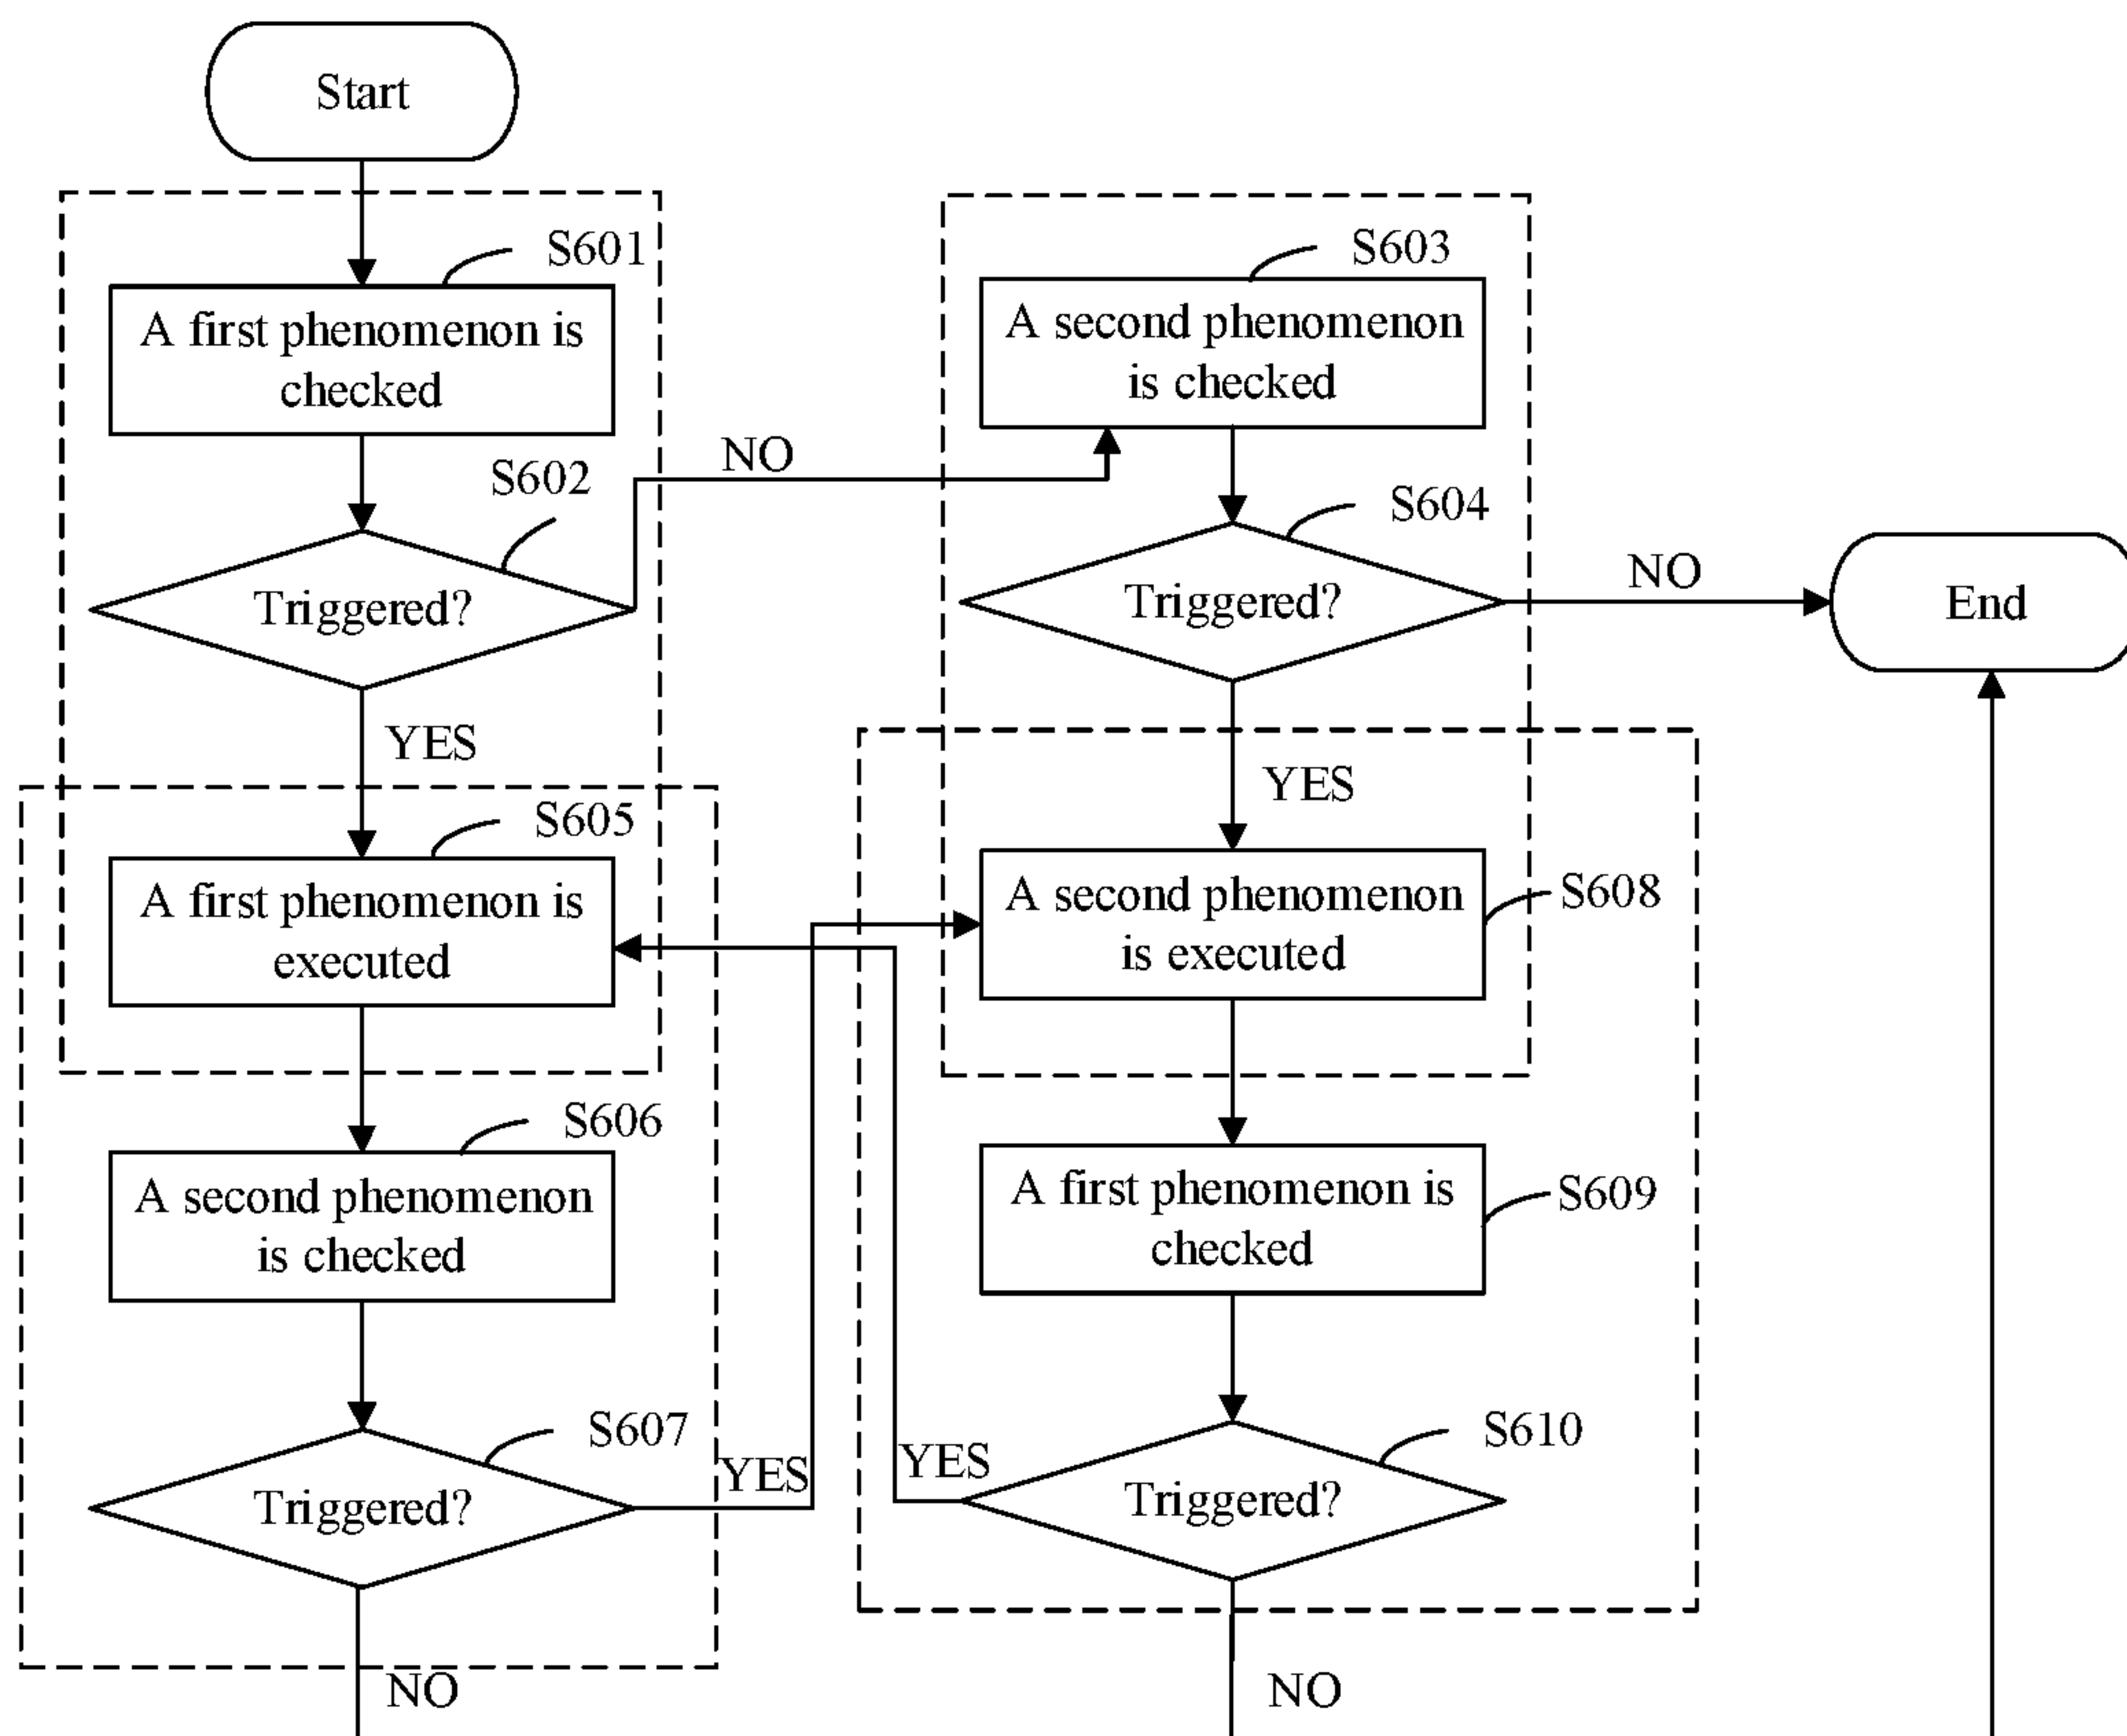 Start
S601
A first phenomenon is
checked
S602
Triggered?
NO
YES
S603
A second phenomenon
is checked
S604
Triggered?
NO
End
YES
S605
A first phenomenon is
executed
S608
A second phenomenon
is executed
S606
A second phenomenon
is checked
S609
A first phenomenon is
checked
S607
Triggered?
YES
NO
S610
Triggered?
YES
NO